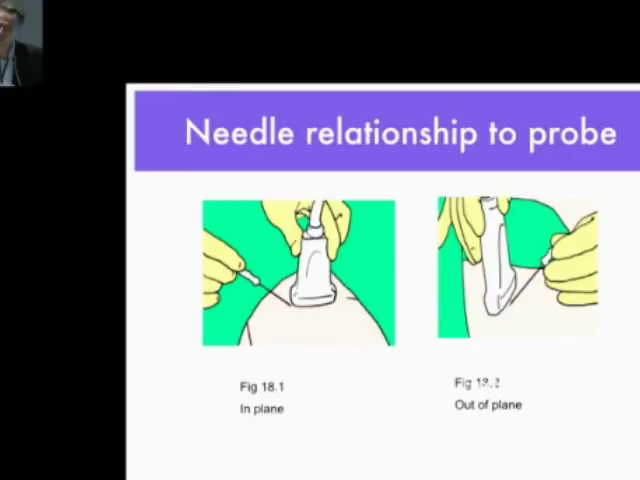 Needle relationship to probe
Fig 18.1
In plane
Fig
Out of plane